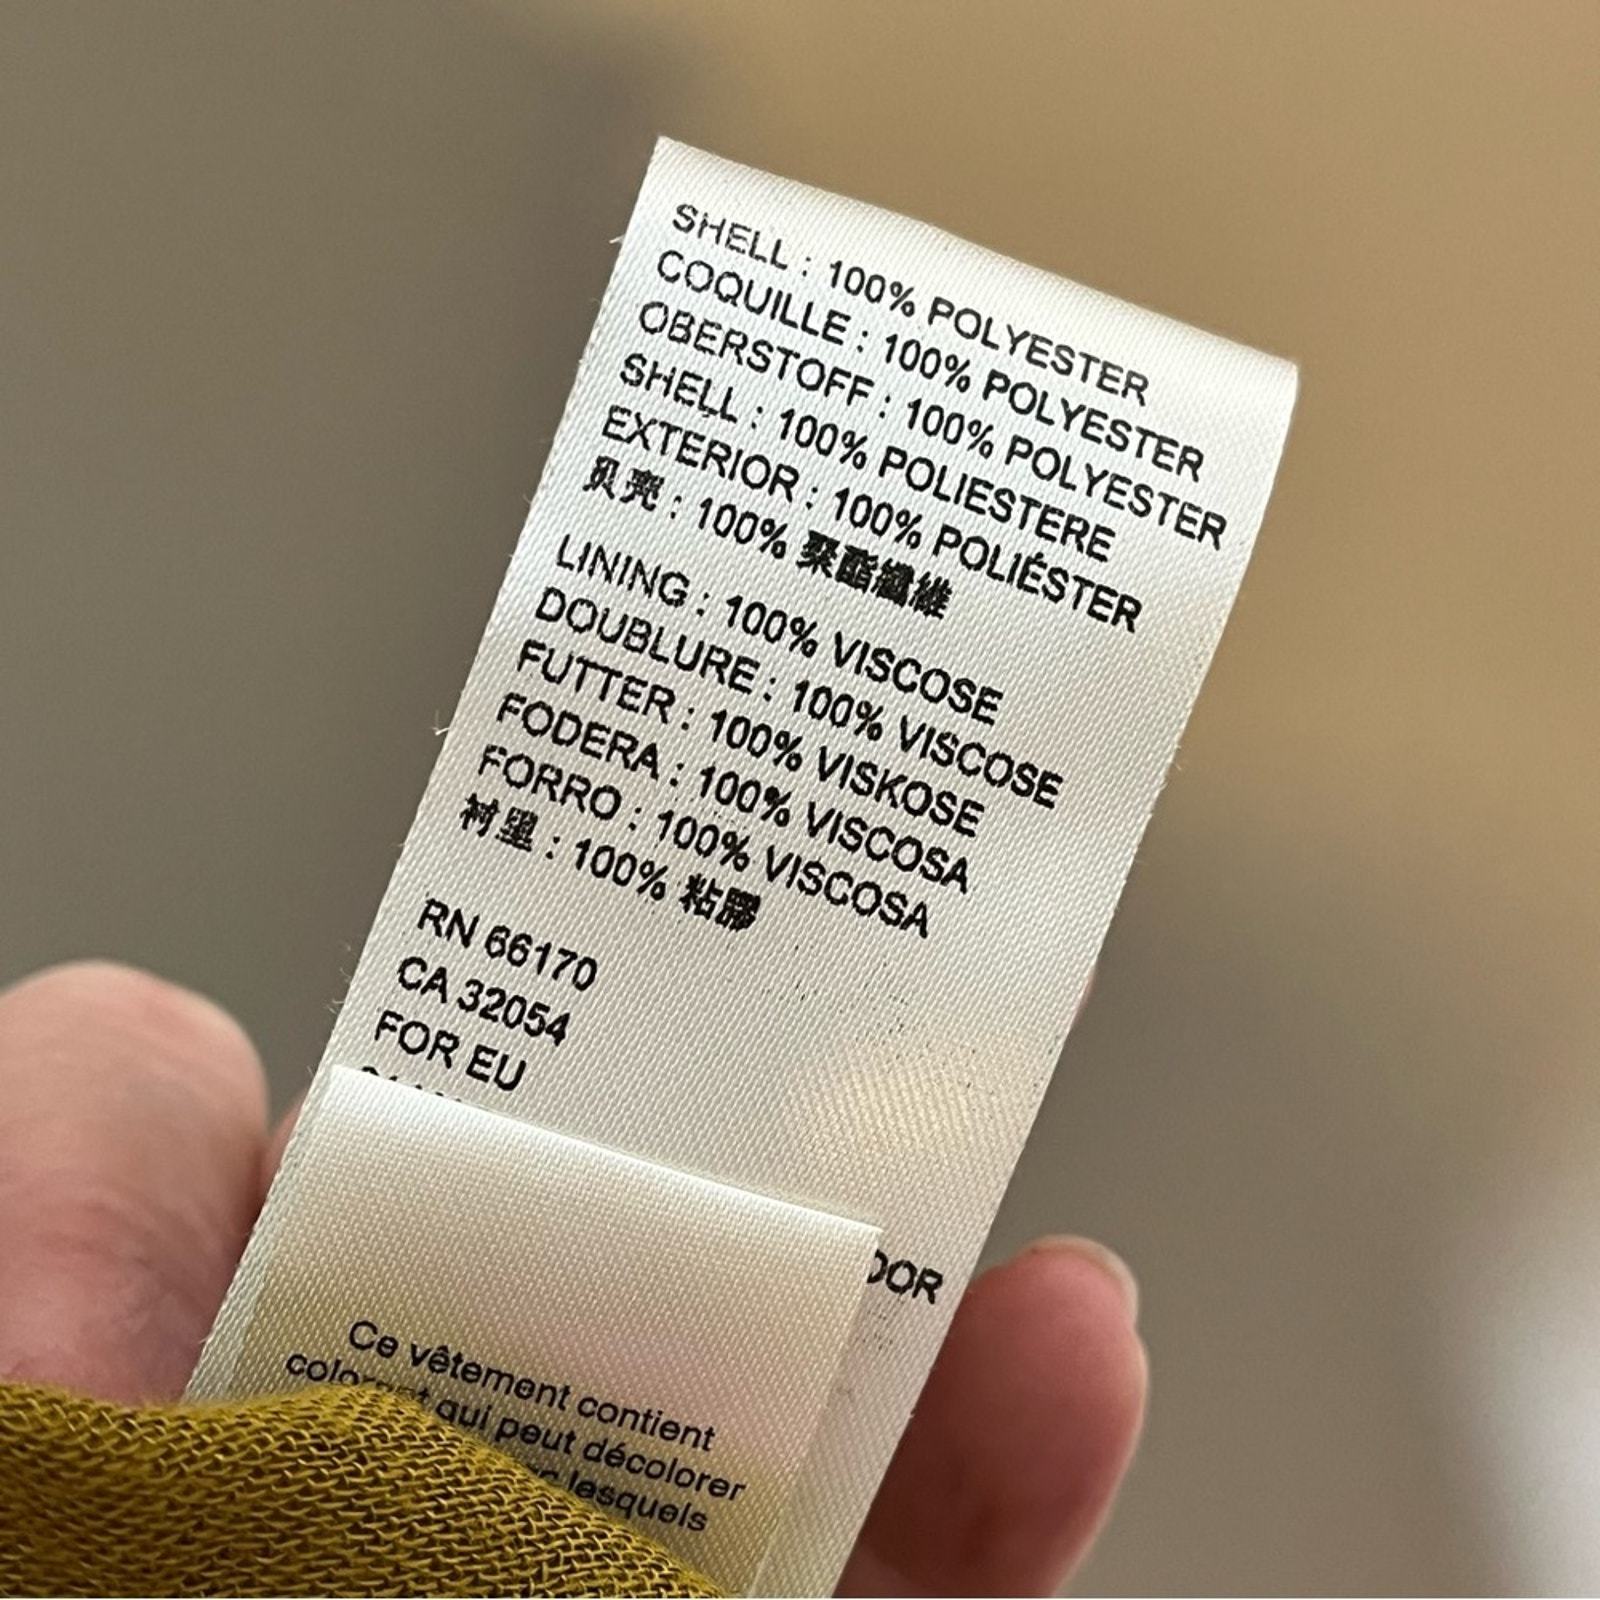 SHELL : 100% POLYESTER
COQUILLE : 100% POLYESTER
OBERSTOFF : 100% POLYESTER
SHELL : 100% POLIESTERE
EXTERIOR : 100% POLIÉSTER
贝壳 : 100% 聚酯纖維
LINING : 100% VISCOSE
DOUBLURE : 100% VISCOSE
FUTTER : 100% VISKOSE
FODERA : 100% VISCOSA
FORRO : 100% VISCOSA
衬里 : 100% 粘膠
RN 66170
CA 32054
FOR EU
Ce vêtement contient
colorant qui peut décolorer
lesquels